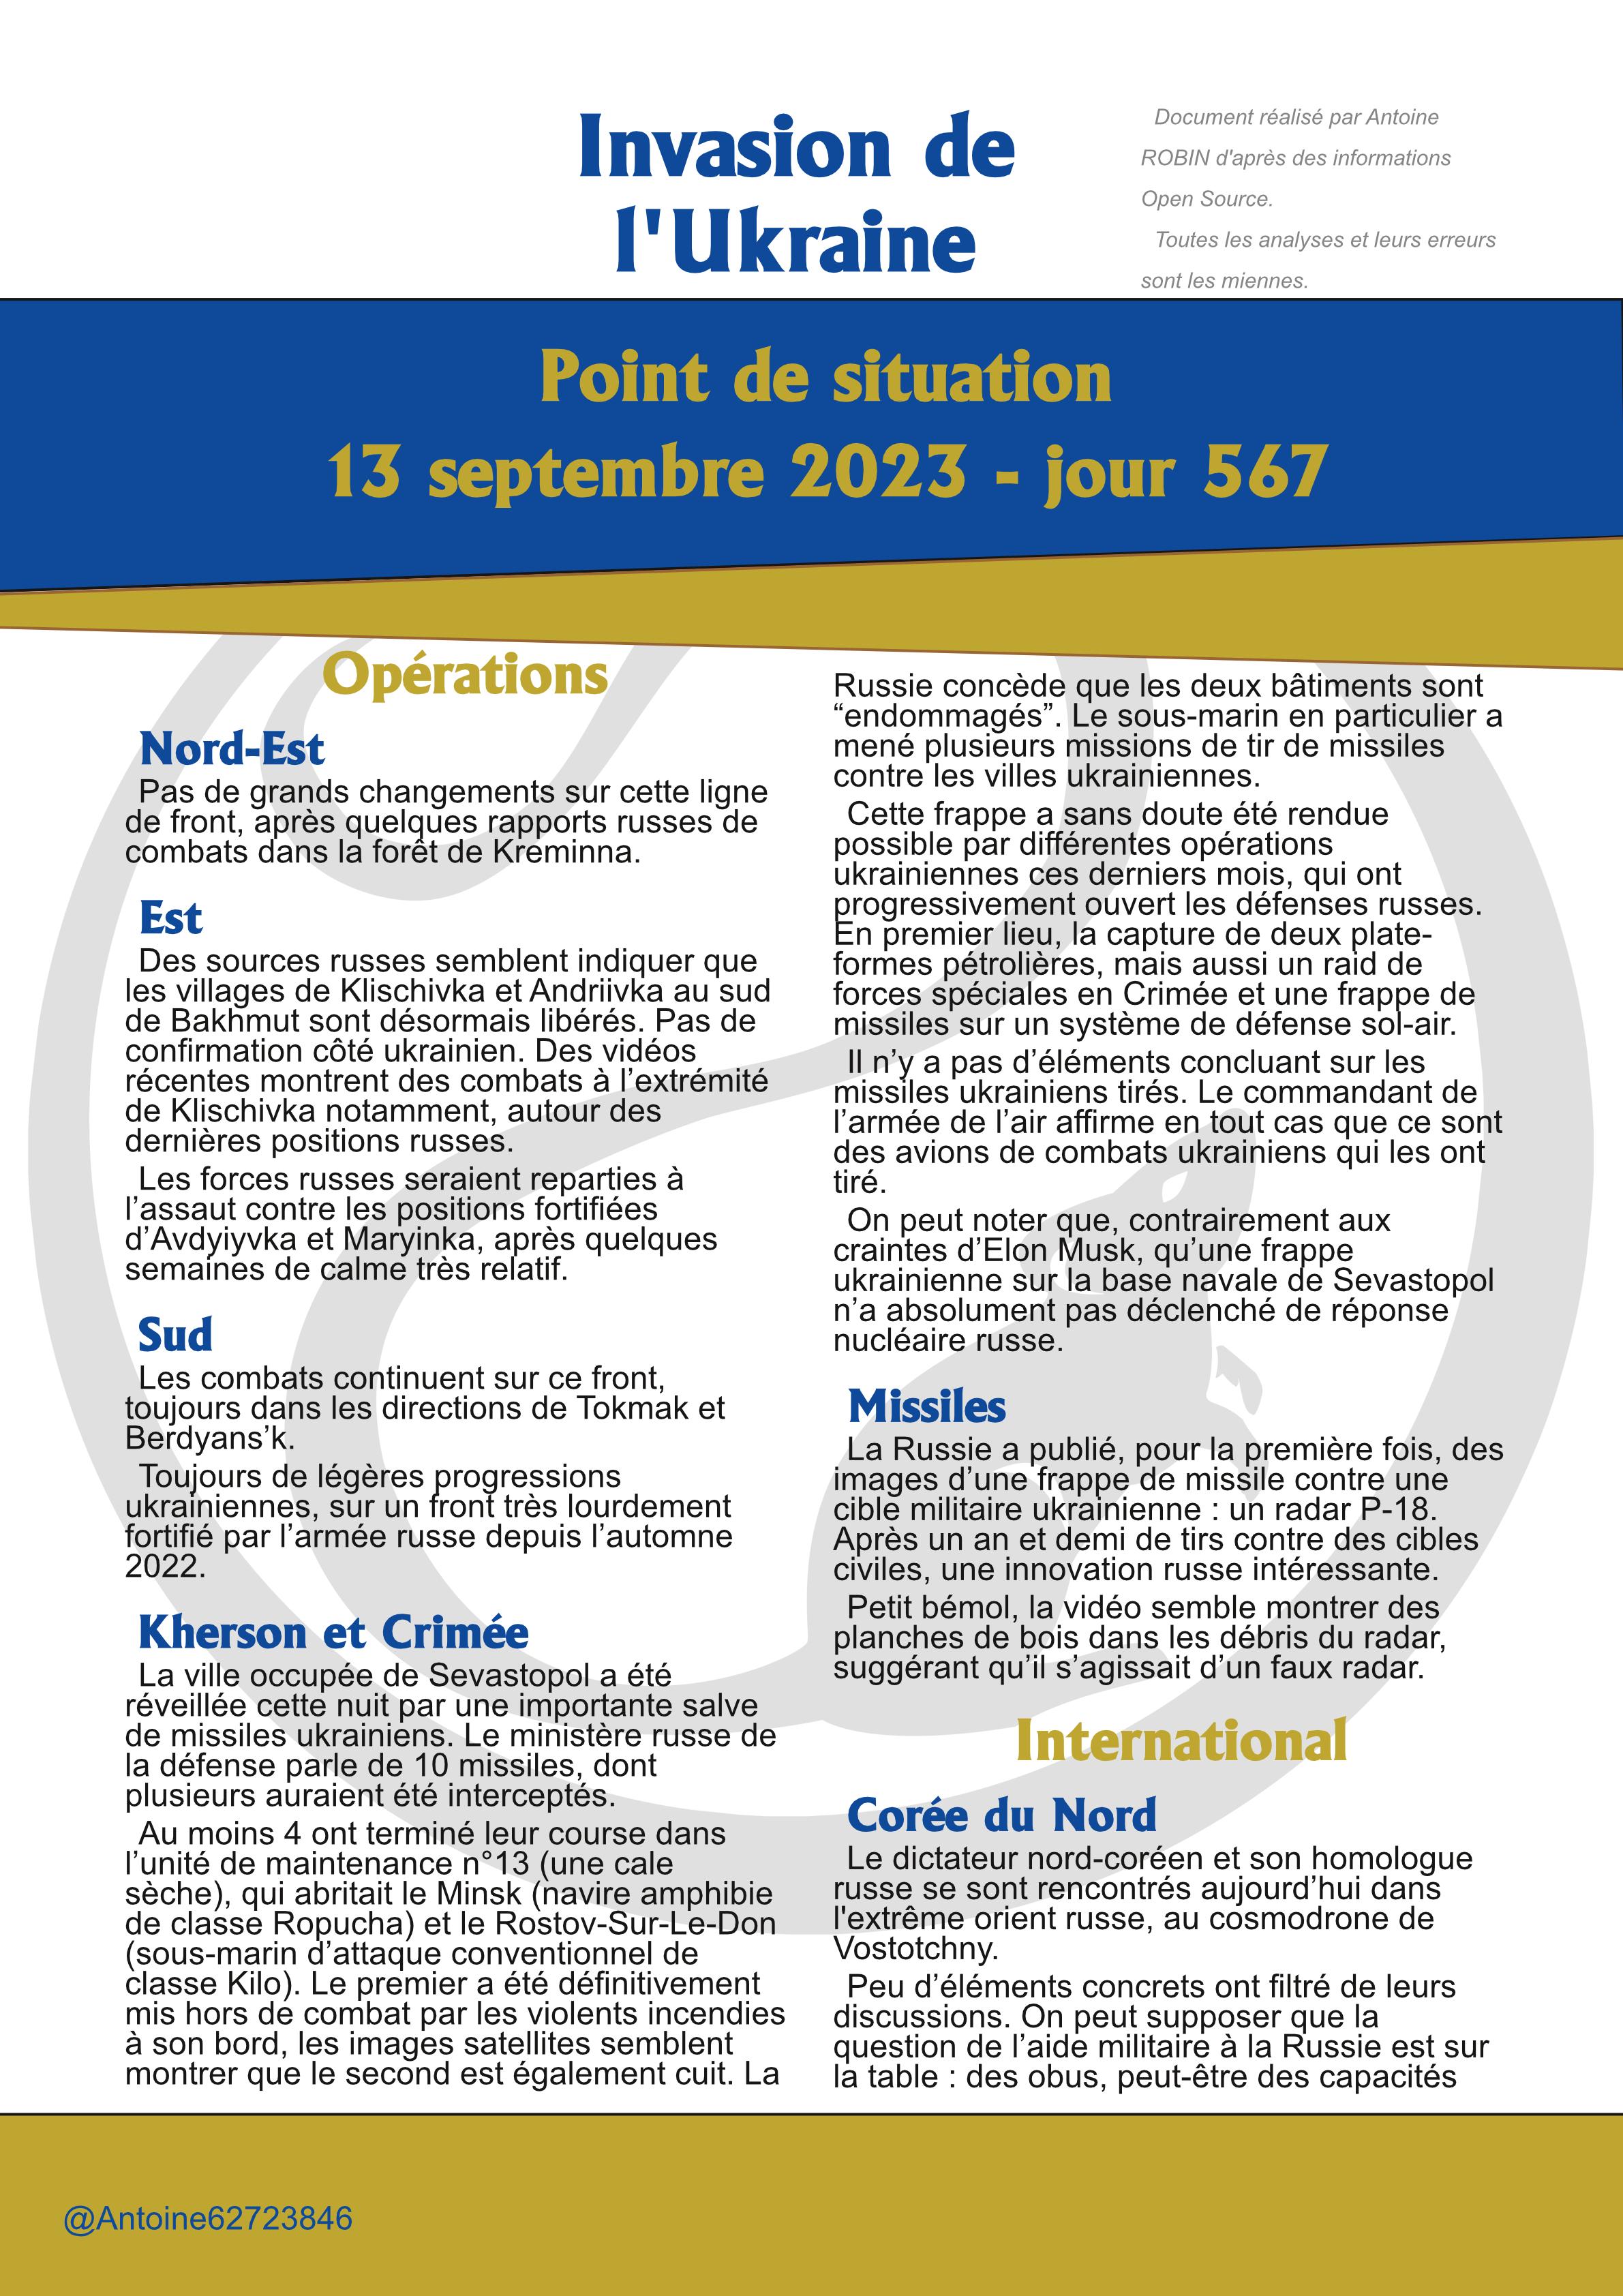 Invasion de
l'Ukraine
Document réalisé par Antoine
ROBIN d'après des informations
Open Source.
Toutes les analyses et leurs erreurs
sont les miennes.
Point de situation
13 septembre 2023 - jour 567
Opérations
Nord-Est
Pas de grands changements sur cette ligne
de front, après quelques rapports russes de
combats dans la forêt de Kreminna.
Est
Des sources russes semblent indiquer que
les villages de Klischivka et Andriivka au sud
de Bakhmut sont désormais libérés. Pas de
confirmation côté ukrainien. Des vidéos
récentes montrent des combats à l’extrémité
de Klischivka notamment, autour des
dernières positions russes.
Les forces russes seraient reparties à
l’assaut contre les positions fortifiées
d’Avdyiyvka et Maryinka, après quelques
semaines de calme très relatif.
Sud
Les combats continuent sur ce front,
toujours dans les directions de Tokmak et
Berdyans’k.
Toujours de légères progressions
ukrainiennes, sur un front très lourdement
fortifié par l’armée russe depuis l’automne
2022.
Kherson et Crimée
La ville occupée de Sevastopol a été
réveillée cette nuit par une importante salve
de missiles ukrainiens. Le ministère russe de
la défense parle de 10 missiles, dont
plusieurs auraient été interceptés.
Au moins 4 ont terminé leur course dans
l’unité de maintenance n°13 (une cale
sèche), qui abritait le Minsk (navire amphibie
de classe Ropucha) et le Rostov-Sur-Le-Don
(sous-marin d’attaque conventionnel de
classe Kilo). Le premier a été définitivement
mis hors de combat par les violents incendies
à son bord, les images satellites semblent
montrer que le second est également cuit. La
Russie concède que les deux bâtiments sont
“endommagés”. Le sous-marin en particulier a
mené plusieurs missions de tir de missiles
contre les villes ukrainiennes.
Cette frappe a sans doute été rendue
possible par différentes opérations
ukrainiennes ces derniers mois, qui ont
progressivement ouvert les défenses russes.
En premier lieu, la capture de deux plate-
formes pétrolières, mais aussi un raid de
forces spéciales en Crimée et une frappe de
missiles sur un système de défense sol-air.
Il n’y a pas d’éléments concluant sur les
missiles ukrainiens tirés. Le commandant de
l’armée de l’air affirme en tout cas que ce sont
des avions de combats ukrainiens qui les ont
tiré.
On peut noter que, contrairement aux
craintes d’Elon Musk, qu’une frappe
ukrainienne sur la base navale de Sevastopol
n’a absolument pas déclenché de réponse
nucléaire russe.
Missiles
La Russie a publié, pour la première fois, des
images d’une frappe de missile contre une
cible militaire ukrainienne : un radar P-18.
Après un an et demi de tirs contre des cibles
civiles, une innovation russe intéressante.
Petit bémol, la vidéo semble montrer des
planches de bois dans les débris du radar,
suggérant qu’il s’agissait d’un faux radar.
International
Corée du Nord
Le dictateur nord-coréen et son homologue
russe se sont rencontrés aujourd’hui dans
l'extrême orient russe, au cosmodrone de
Vostotchny.
Peu d’éléments concrets ont filtré de leurs
discussions. On peut supposer que la
question de l’aide militaire à la Russie est sur
la table : des obus, peut-être des capacités
@Antoine62723846